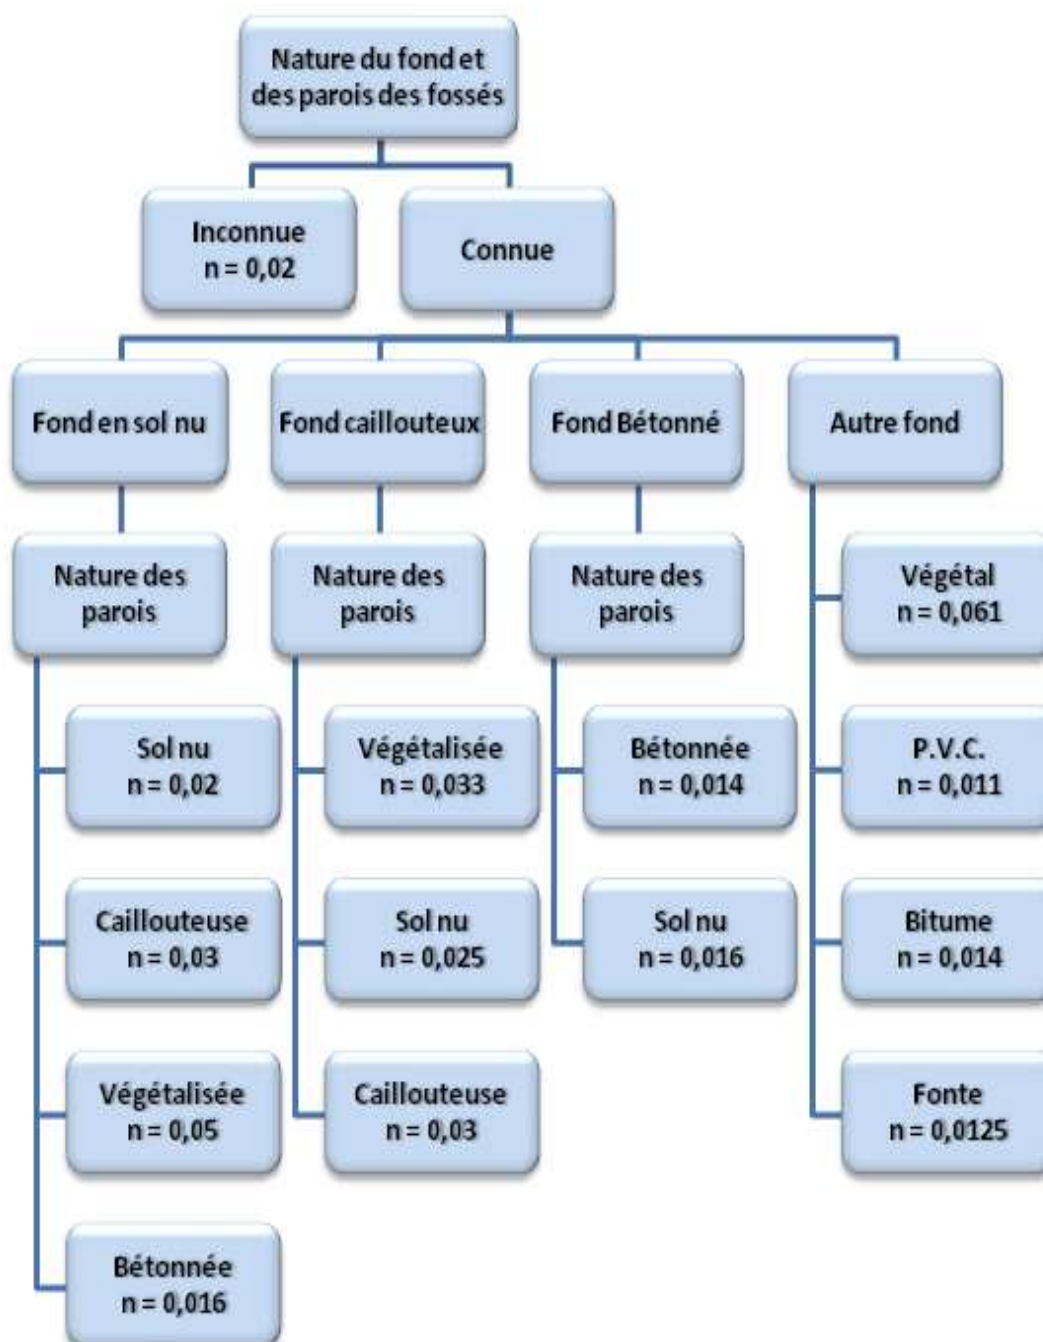 Nature du fond et
des parois des fossés
Inconnue
n = 0,02
Connue
Fond en sol nu
Fond caillouteux
Fond Bétonné
Autre fond
Nature des
parois
Nature des
parois
Nature des
parois
Végétal
n = 0,061
Sol nu
n = 0,02
Végétalisée
n = 0,033
Bétonnée
n = 0,014
P.V.C.
n = 0,011
Caillouteuse
n = 0,03
Sol nu
n = 0,025
Sol nu
n = 0,016
Bitume
n = 0,014
Végétalisée
n = 0,05
Caillouteuse
n = 0,03
Fonte
n = 0,0125
Bétonnée
n = 0,016